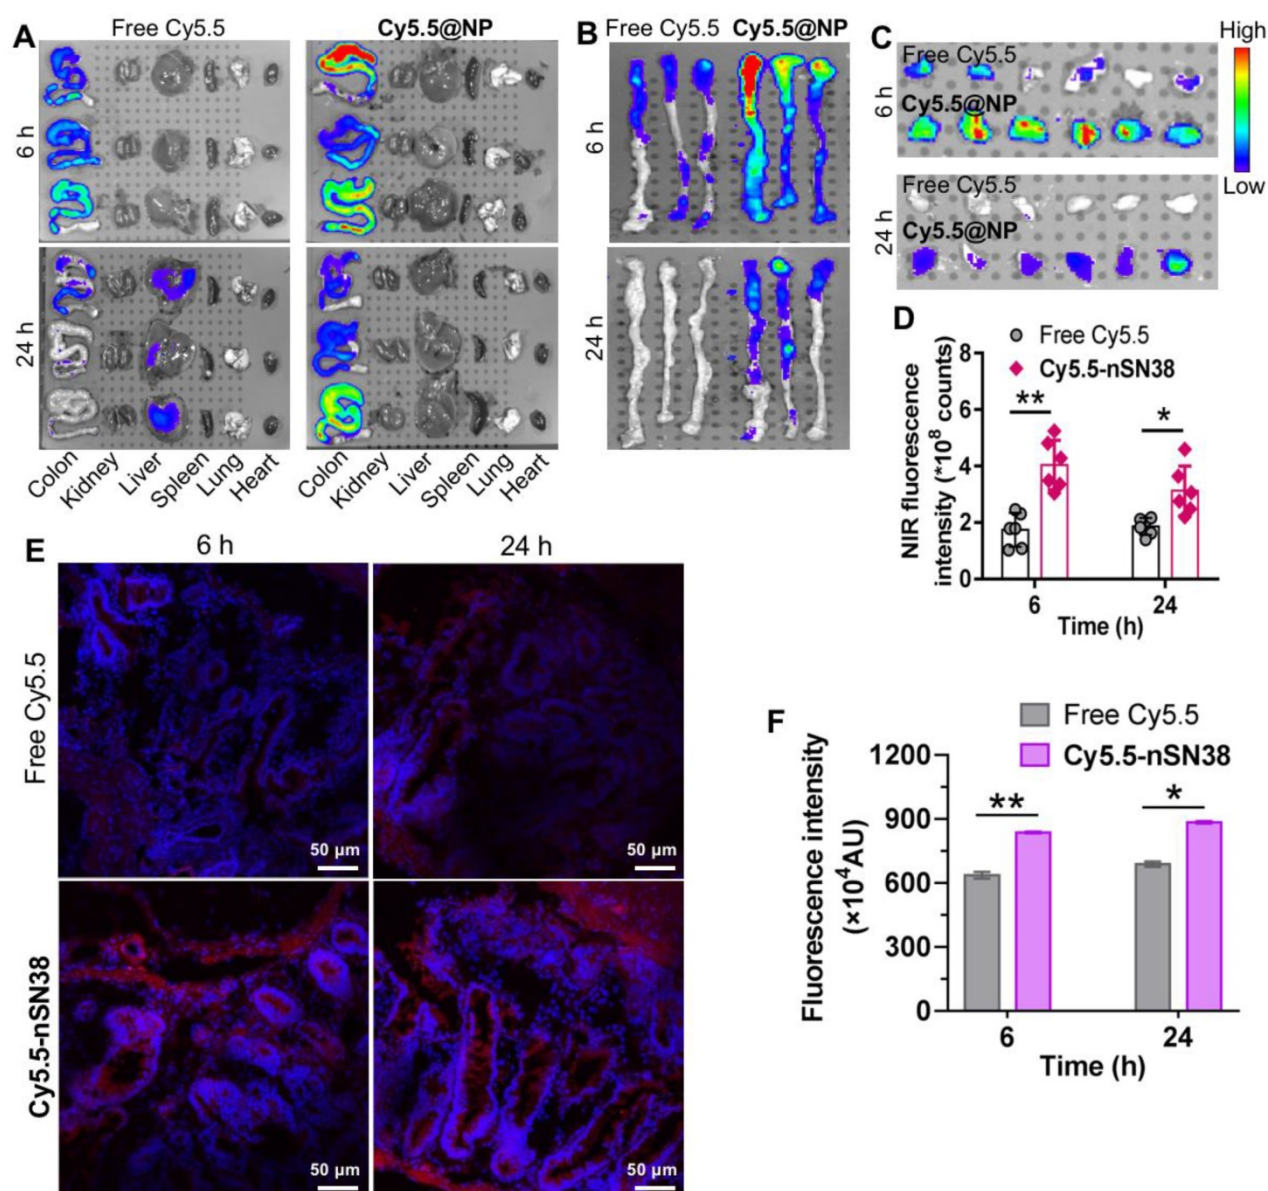 A
Free Cy5.5
Cy5.5@NP
6 h
24 h
Colon
Kidney
Liver
Spleen
Lung
Heart
Colon
Kidney
Liver
Spleen
Lung
Heart
B
Free Cy5.5
Cy5.5@NP
6 h
24 h
C
Free Cy5.5
Cy5.5@NP
6 h
Free Cy5.5
Cy5.5@NP
24 h
High
Low
D
Free Cy5.5
Cy5.5-nSN38
NIR fluorescence
intensity (*10⁸ counts)
8
6
4
2
0
**
*
6
24
Time (h)
E
6 h
24 h
Free Cy5.5
50 µm
50 µm
Cy5.5-nSN38
50 µm
50 µm
F
Free Cy5.5
Cy5.5-nSN38
Fluorescence intensity
(×10⁴AU)
1200
900
600
300
0
**
*
6
24
Time (h)